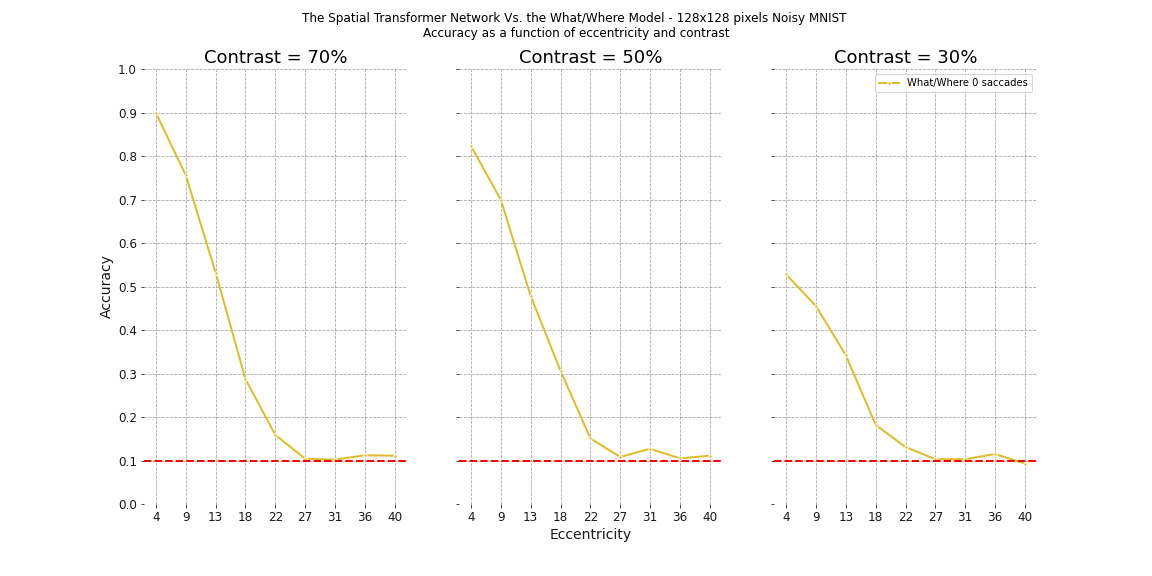 The Spatial Transformer Network Vs. the What/Where Model - 128x128 pixels Noisy MNIST
Accuracy as a function of eccentricity and contrast
Contrast = 70%
Contrast = 50%
Contrast = 30%
What/Where 0 saccades
Accuracy
1.0
0.9
0.8
0.7
0.6
0.5
0.4
0.3
0.2
0.1
0.0
4 9 13 18 22 27 31 36 40
4 9 13 18 22 27 31 36 40
4 9 13 18 22 27 31 36 40
Eccentricity